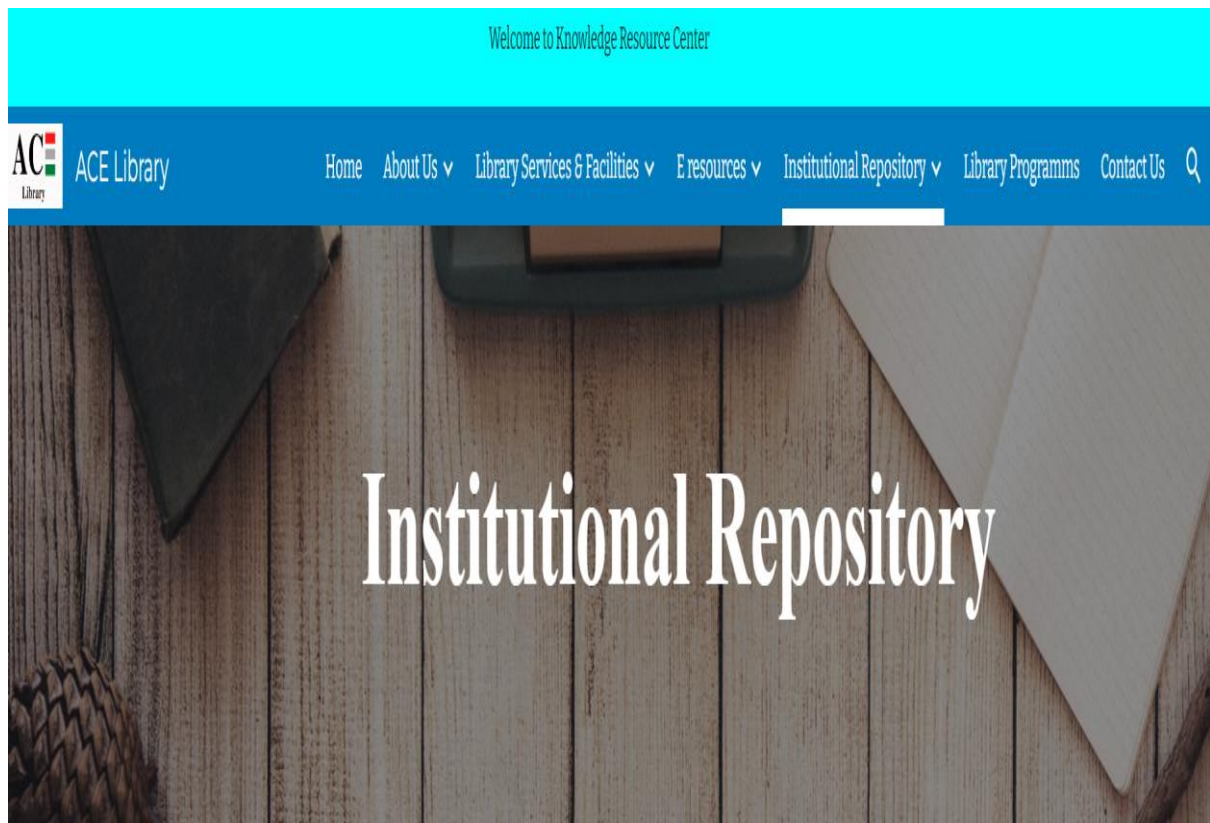 Welcome to Knowledge Resource Center
ACE
Library
ACE Library
Home About Us Library Services & Facilities E resources Institutional Repository Library Programms Contact Us
Institutional Repository